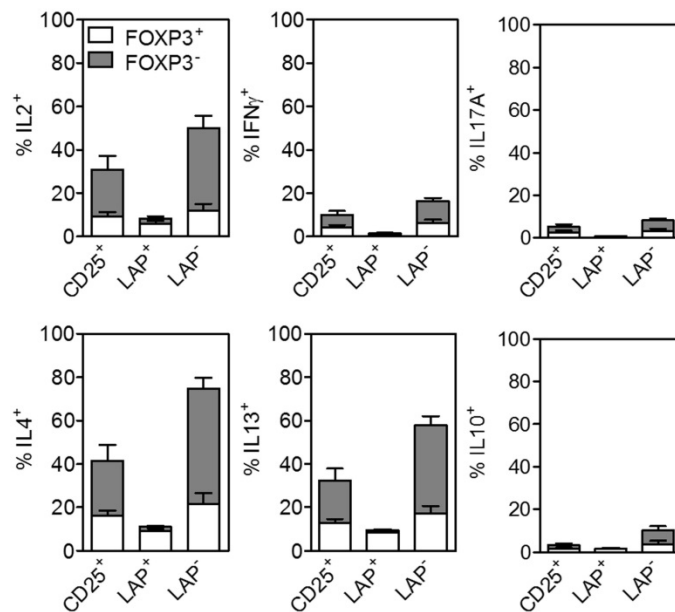 % IL2⁺
100
80
60
40
20
0
FOXP3⁺
FOXP3⁻
CD25⁺
LAP⁺
LAP⁻
% IFNγ⁺
100
80
60
40
20
0
CD25⁺
LAP⁺
LAP⁻
% IL17A⁺
100
80
60
40
20
0
CD25⁺
LAP⁺
LAP⁻
% IL4⁺
100
80
60
40
20
0
CD25⁺
LAP⁺
LAP⁻
% IL13⁺
100
80
60
40
20
0
CD25⁺
LAP⁺
LAP⁻
% IL10⁺
100
80
60
40
20
0
CD25⁺
LAP⁺
LAP⁻